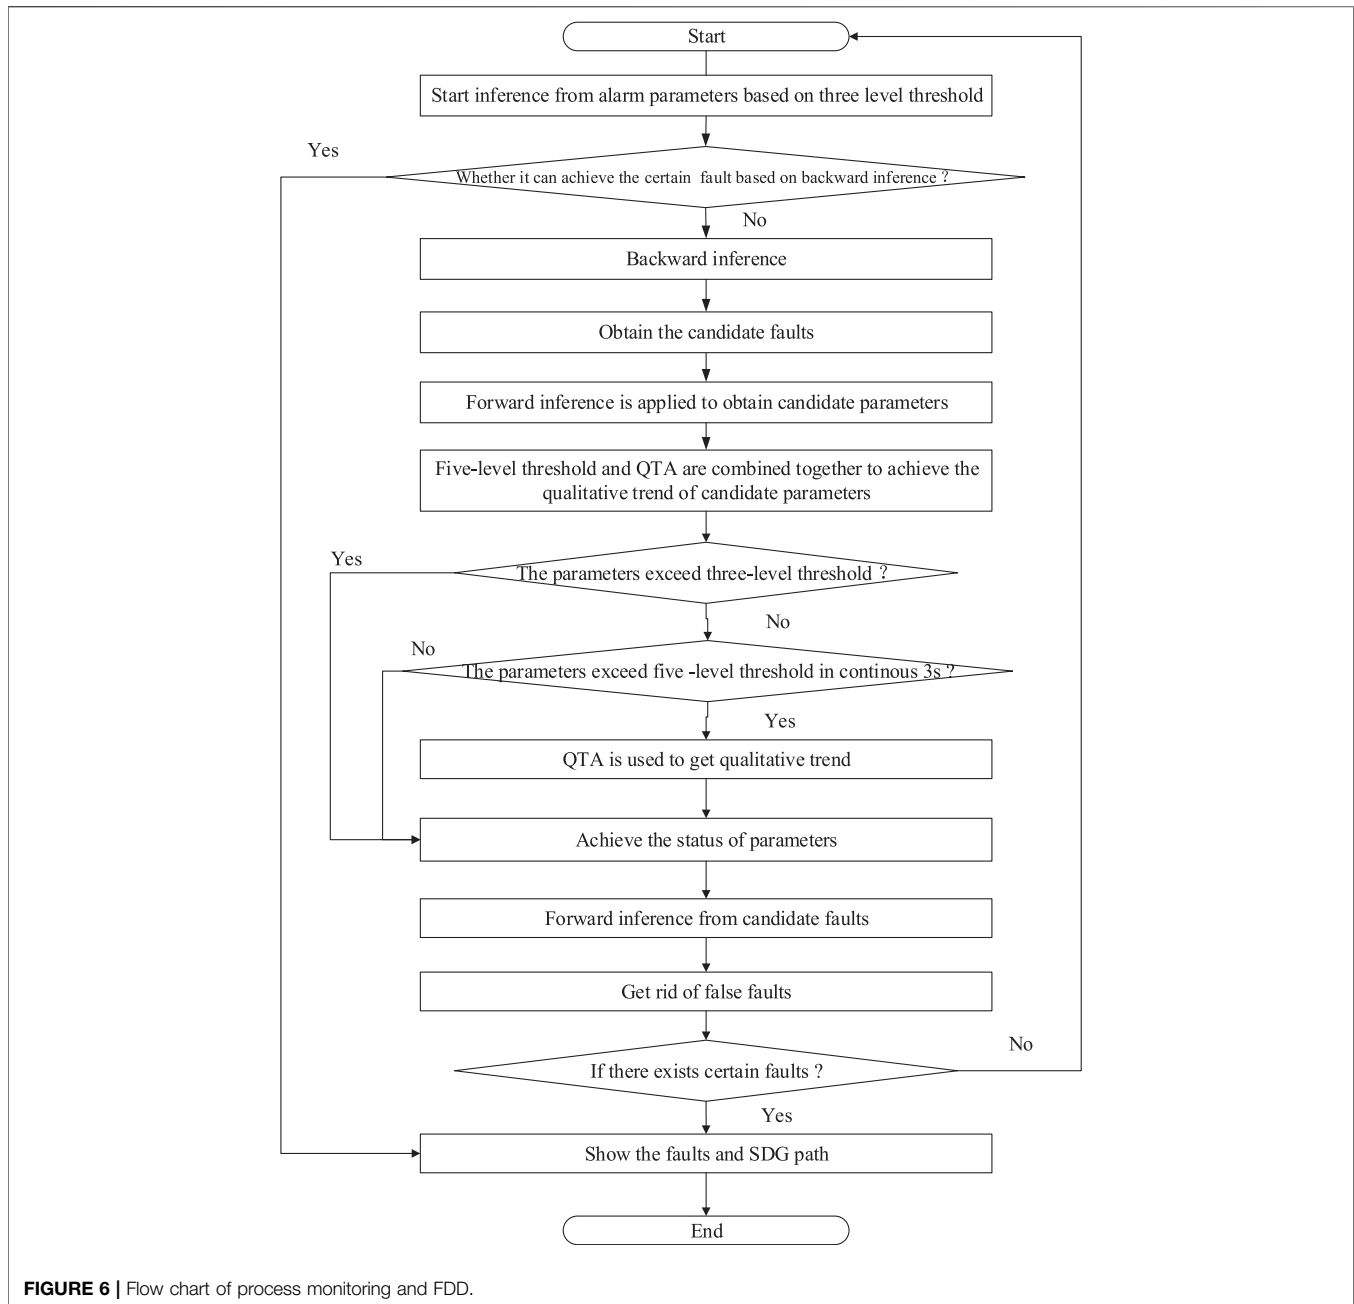 Start
Start inference from alarm parameters based on three level threshold
Yes
Whether it can achieve the certain fault based on backward inference ?
No
Backward inference
Obtain the candidate faults
Forward inference is applied to obtain candidate parameters
Five-level threshold and QTA are combined together to achieve the
qualitative trend of candidate parameters
Yes
The parameters exceed three-level threshold ?
No
No
The parameters exceed five -level threshold in continous 3s ?
Yes
QTA is used to get qualitative trend
Achieve the status of parameters
Forward inference from candidate faults
Get rid of false faults
No
If there exists certain faults ?
Yes
Show the faults and SDG path
End
FIGURE 6 | Flow chart of process monitoring and FDD.